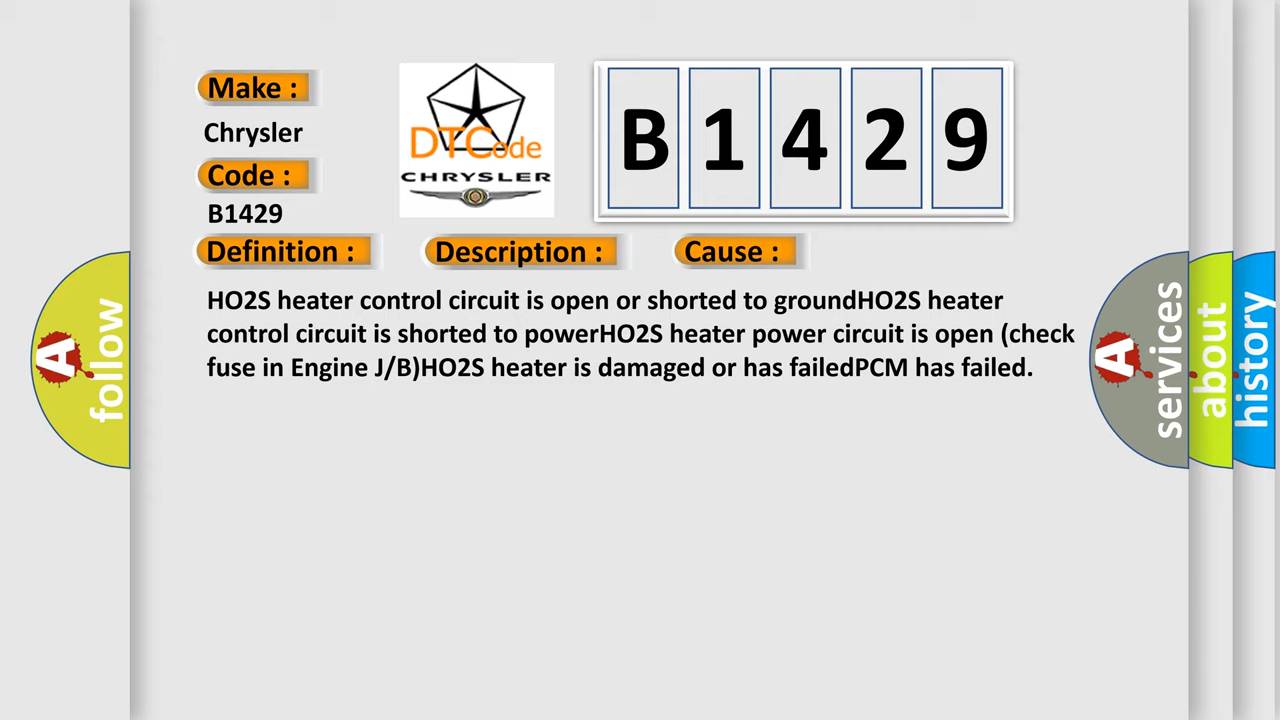 Make :
Chrysler
Code :
B1429
DTCode
CHRYSLER
B 1 4 2 9
Definition :
Description :
Cause :
HO2S heater control circuit is open or shorted to groundHO2S heater
control circuit is shorted to powerHO2S heater power circuit is open (check
fuse in Engine J/B)HO2S heater is damaged or has failedPCM has failed.
A
follow
A
services
about
history